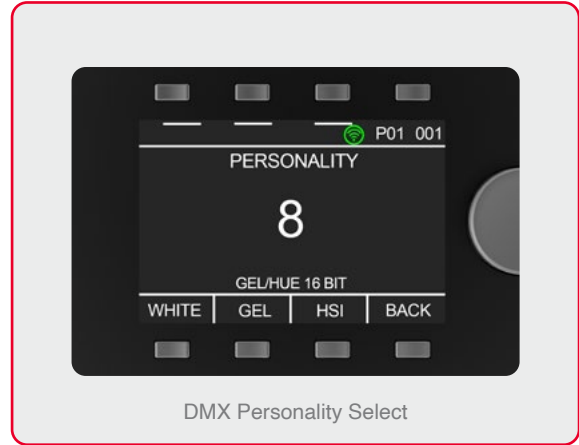 P01 001
PERSONALITY
8
GEL/HUE 16 BIT
WHITE GEL HSI BACK
DMX Personality Select